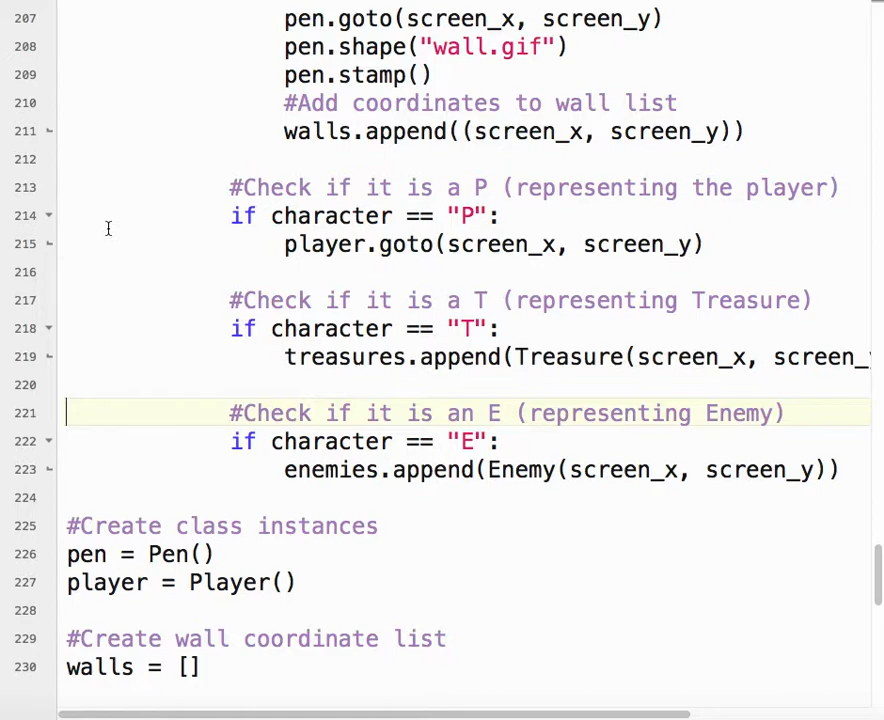 207 pen.goto(screen_x, screen_y)
208 pen.shape("wall.gif")
209 pen.stamp()
210 #Add coordinates to wall list
211 walls.append((screen_x, screen_y))
212
213 #Check if it is a P (representing the player)
214 if character == "P":
215 player.goto(screen_x, screen_y)
216
217 #Check if it is a T (representing Treasure)
218 if character == "T":
219 treasures.append(Treasure(screen_x, screen_
220
221 #Check if it is an E (representing Enemy)
222 if character == "E":
223 enemies.append(Enemy(screen_x, screen_y))
224
225 #Create class instances
226 pen = Pen()
227 player = Player()
228
229 #Create wall coordinate list
230 walls = []